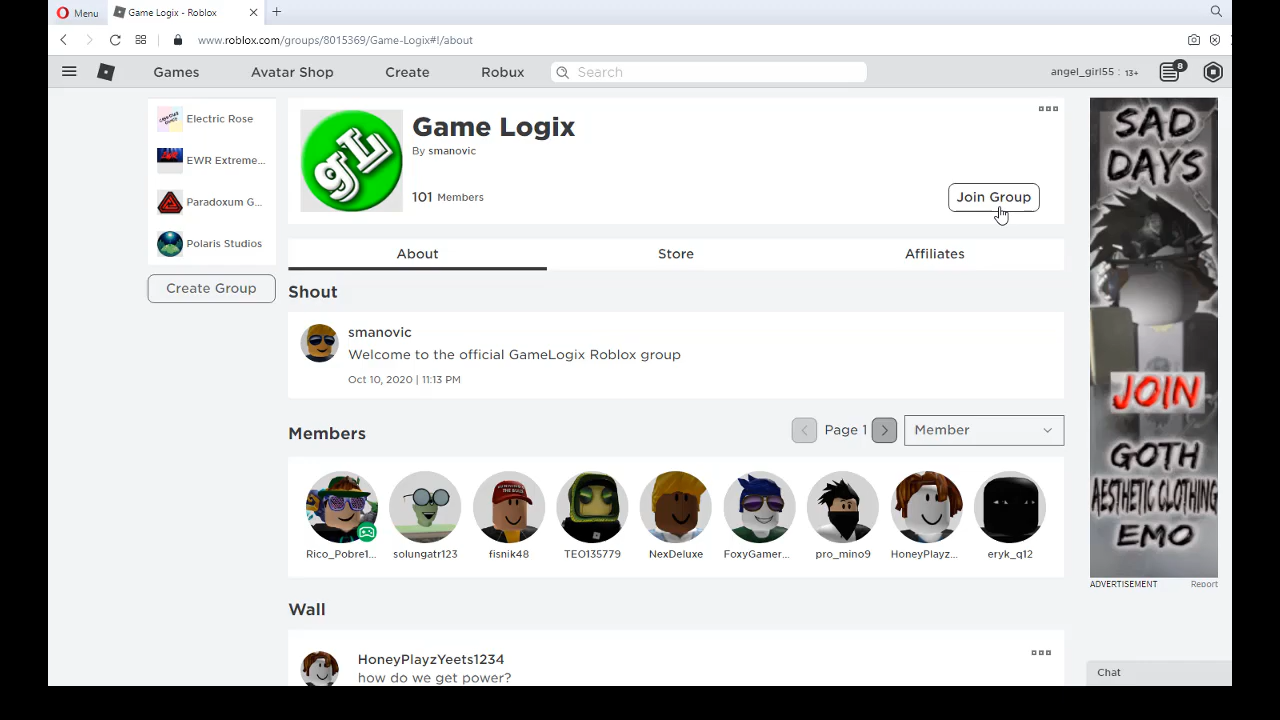 Menu
Game Logix - Roblox
www.roblox.com/groups/8015369/Game-Logix#!/about
Games
Avatar Shop
Create
Robux
Search
angel_girl55 : 13+
8
Electric Rose
EWR Extreme...
Paradoxum G...
Polaris Studios
Create Group
gL
Game Logix
By smanovic
101 Members
Join Group
About
Store
Affiliates
Shout
smanovic
Welcome to the official GameLogix Roblox group
Oct 10, 2020 | 11:13 PM
Members
Page 1
Member
Rico_Pobre1...
solungatr123
fisnik48
TEO135779
NexDeluxe
FoxyGamer...
pro_mino9
HoneyPlayz...
eryk_q12
Wall
HoneyPlayzYeets1234
how do we get power?
SAD
DAYS
JOIN
GOTH
AESTHETIC CLOTHING
EMO
ADVERTISEMENT
Report
Chat